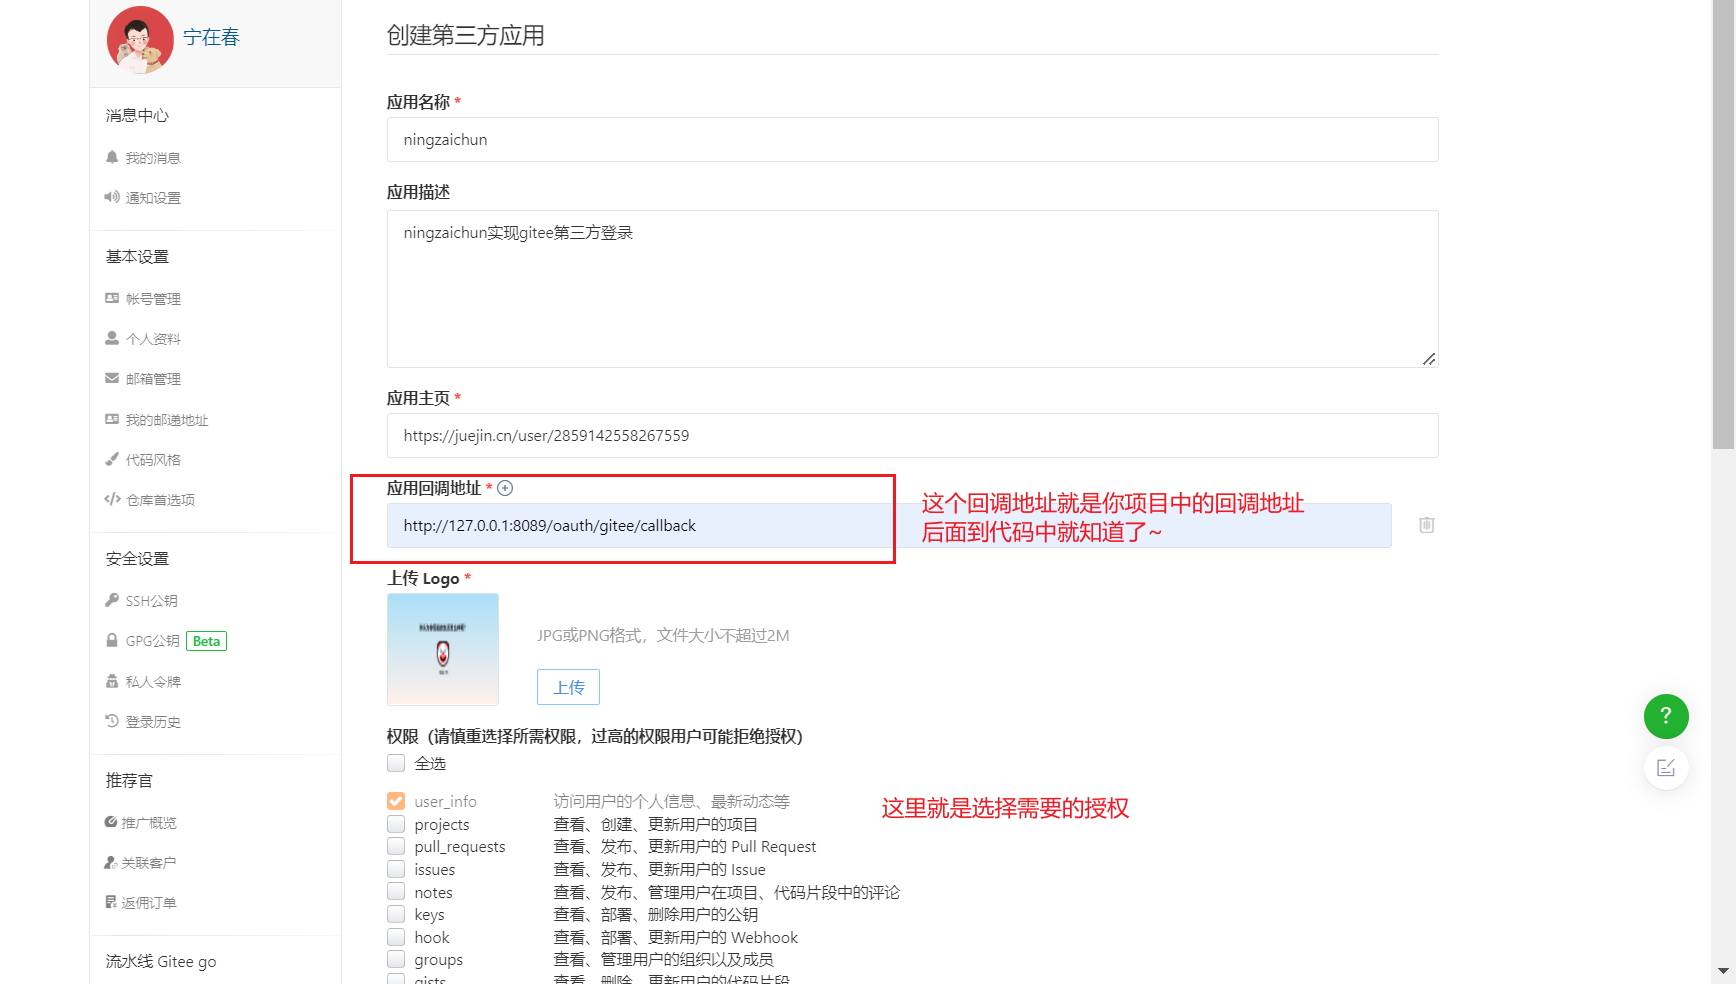 宁在春
消息中心
我的消息
通知设置
基本设置
帐号管理
个人资料
邮箱管理
我的邮递地址
代码风格
仓库首选项
安全设置
SSH公钥
GPG公钥 Beta
私人令牌
登录历史
推荐官
推广概览
关联客户
返佣订单
流水线 Gitee go
创建第三方应用
应用名称 *
ningzaichun
应用描述
ningzaichun实现gitee第三方登录
应用主页 *
https://juejin.cn/user/2859142558267559
应用回调地址 *
http://127.0.0.1:8089/oauth/gitee/callback
这个回调地址就是你项目中的回调地址
后面到代码中就知道了~
上传 Logo *
JPG或PNG格式，文件大小不超过2M
上传
权限（请慎重选择所需权限，过高的权限用户可能拒绝授权）
全选
user_info 访问用户的个人信息、最新动态等
这里就是选择需要的授权
projects 查看、创建、更新用户的项目
pull_requests 查看、发布、更新用户的 Pull Request
issues 查看、发布、更新用户的 Issue
notes 查看、发布、管理用户在项目、代码片段中的评论
keys 查看、部署、删除用户的公钥
hook 查看、部署、更新用户的 Webhook
groups 查看、管理用户的组织以及成员
gists 查看、删除、更新用户的代码片段
?